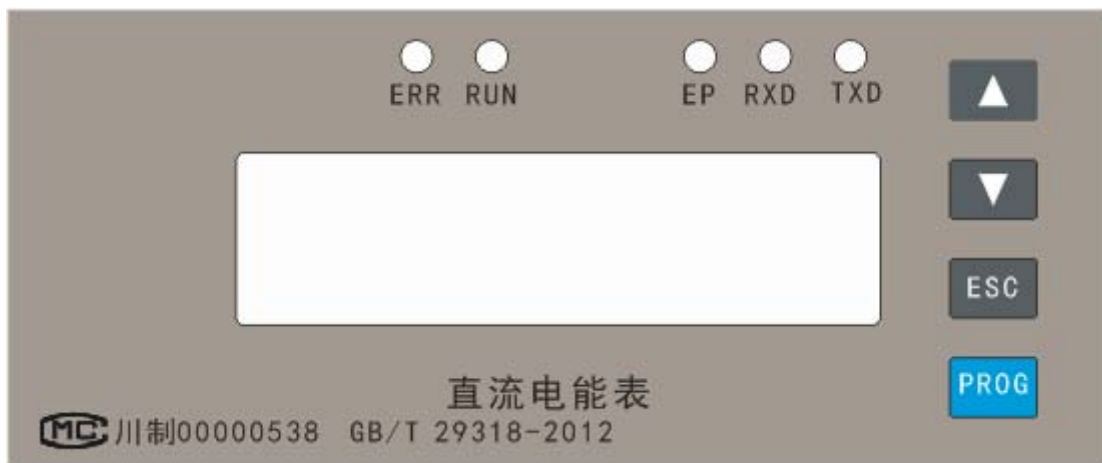 ERR RUN EP RXD TXD
ESC
PROG
直流电能表
MC 川制00000538 GB/T 29318-2012